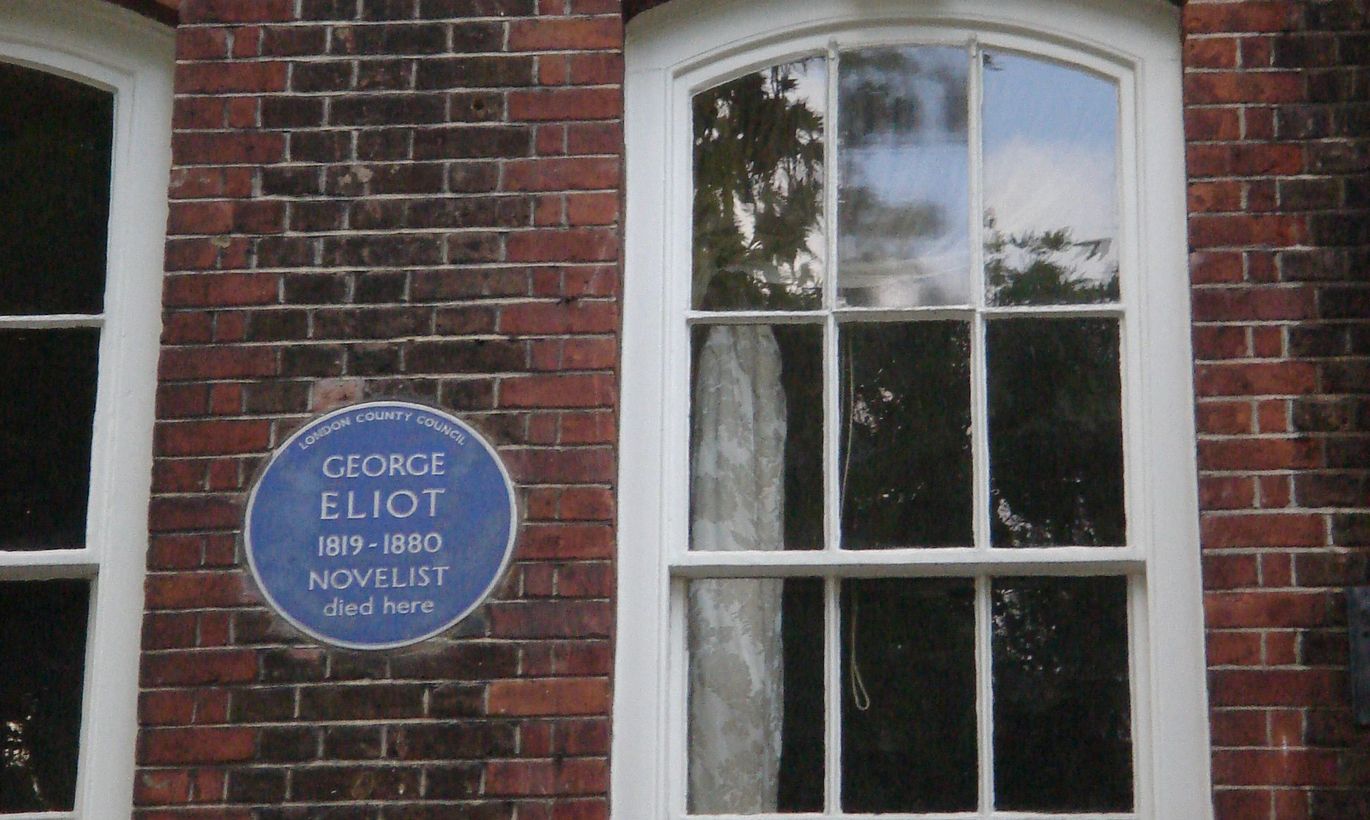 LONDON COUNTY COUNCIL
GEORGE
ELIOT
1819-1880
NOVELIST
died here